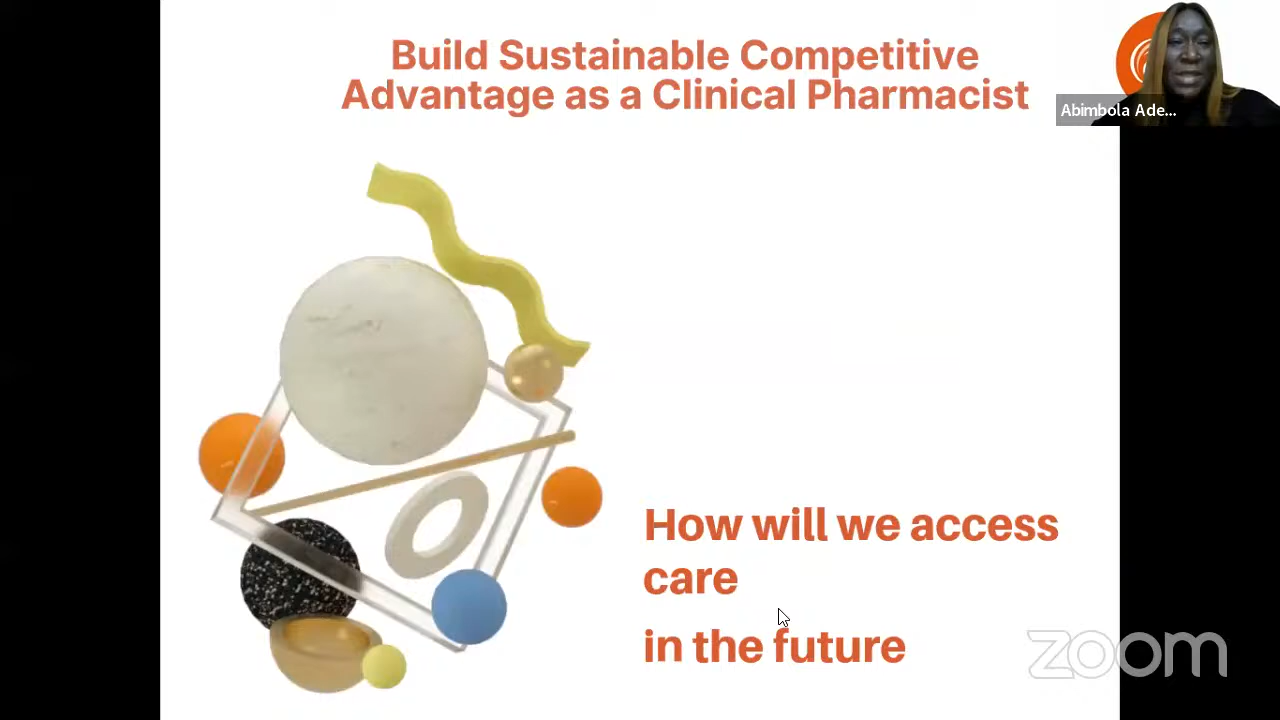 Build Sustainable Competitive
Advantage as a Clinical Pharmacist
Abimbola Ade...
How will we access
care
in the future
zoom